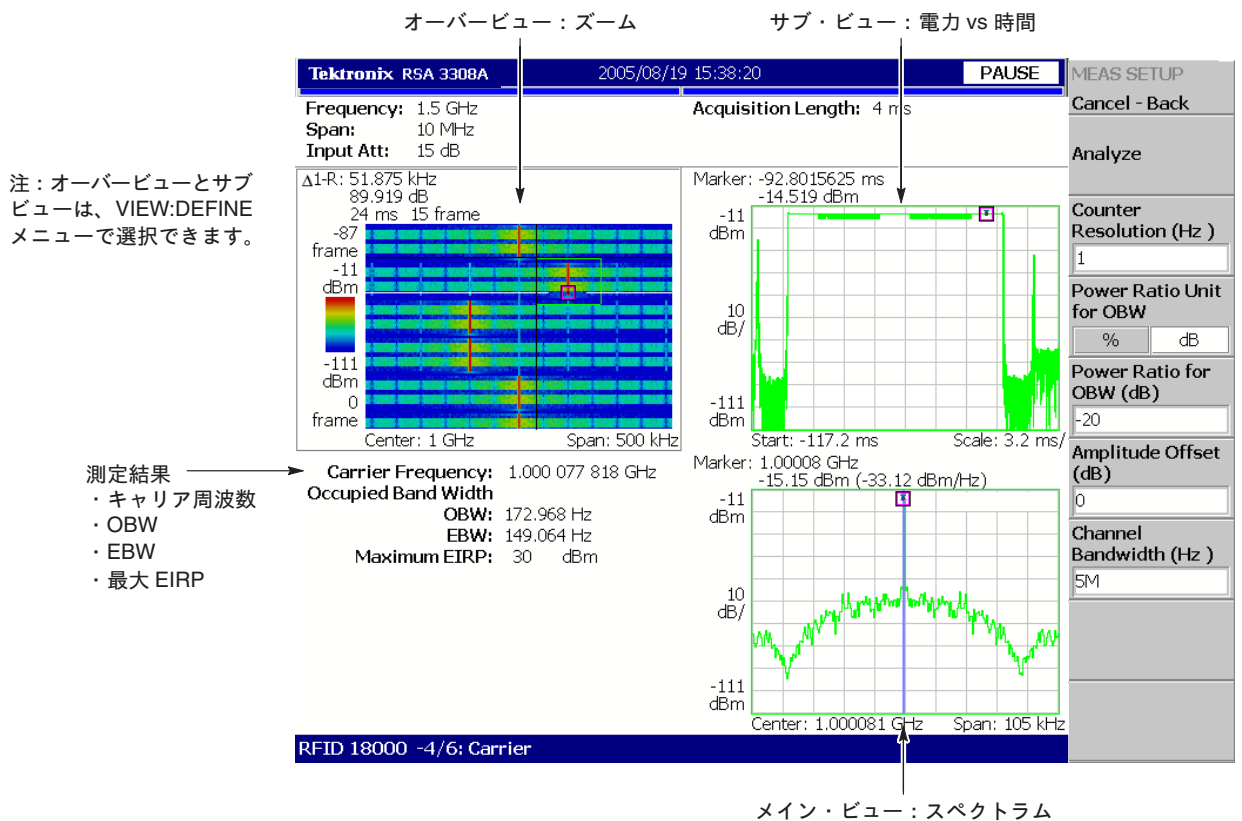 オーバービュー：ズーム
サブ・ビュー：電力 vs 時間
Tektronix RSA 3308A
2005/08/19 15:38:20
PAUSE
Frequency: 1.5 GHz
Span: 10 MHz
Input Att: 15 dB
Acquisition Length: 4 ms
注：オーバービューとサブ
ビューは、VIEW:DEFINE
メニューで選択できます。
Δ1-R: 51.875 kHz
89.919 dB
24 ms 15 frame
-87
frame
-11
dBm
-111
dBm
0
frame
Center: 1 GHz
Span: 500 kHz
Marker: -92.8015625 ms
-14.519 dBm
-11
dBm
10
dB/
-111
dBm
Start: -117.2 ms
Scale: 3.2 ms/
測定結果
・キャリア周波数
・OBW
・EBW
・最大 EIRP
Carrier Frequency: 1.000 077 818 GHz
Occupied Band Width
OBW: 172.968 Hz
EBW: 149.064 Hz
Maximum EIRP: 30 dBm
Marker: 1.00008 GHz
-15.15 dBm (-33.12 dBm/Hz)
-11
dBm
10
dB/
-111
dBm
Center: 1.000081 GHz
Span: 105 kHz
RFID 18000 -4/6: Carrier
MEAS SETUP
Cancel - Back
Analyze
Counter
Resolution (Hz )
1
Power Ratio Unit
for OBW
%
dB
Power Ratio for
OBW (dB)
-20
Amplitude Offset
(dB)
0
Channel
Bandwidth (Hz )
5M
メイン・ビュー：スペクトラム